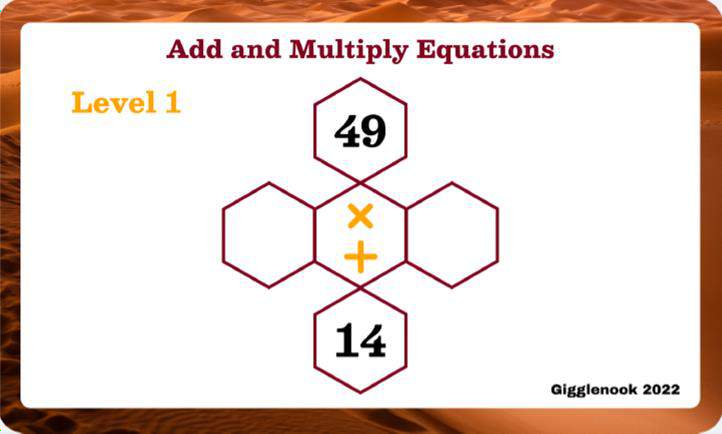 Add and Multiply Equations
Level 1
49
×
+
14
Gigglenook 2022